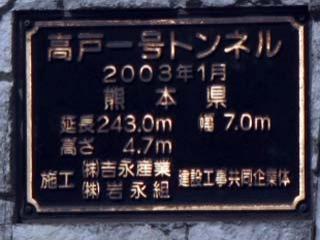 高戸一号トンネル
2003年1月
熊本県
延長243.0m 幅 7.0m
高さ 4.7m
施工 ㈱吉永産業 建設工事共同企業体
㈱岩永組